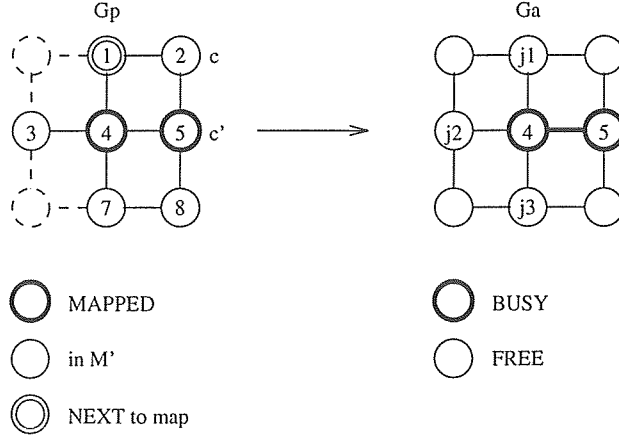 Gp Ga
1 2 c j1
3 4 5 c' j2 4 5
7 8 j3
MAPPED BUSY
in M' FREE
NEXT to map